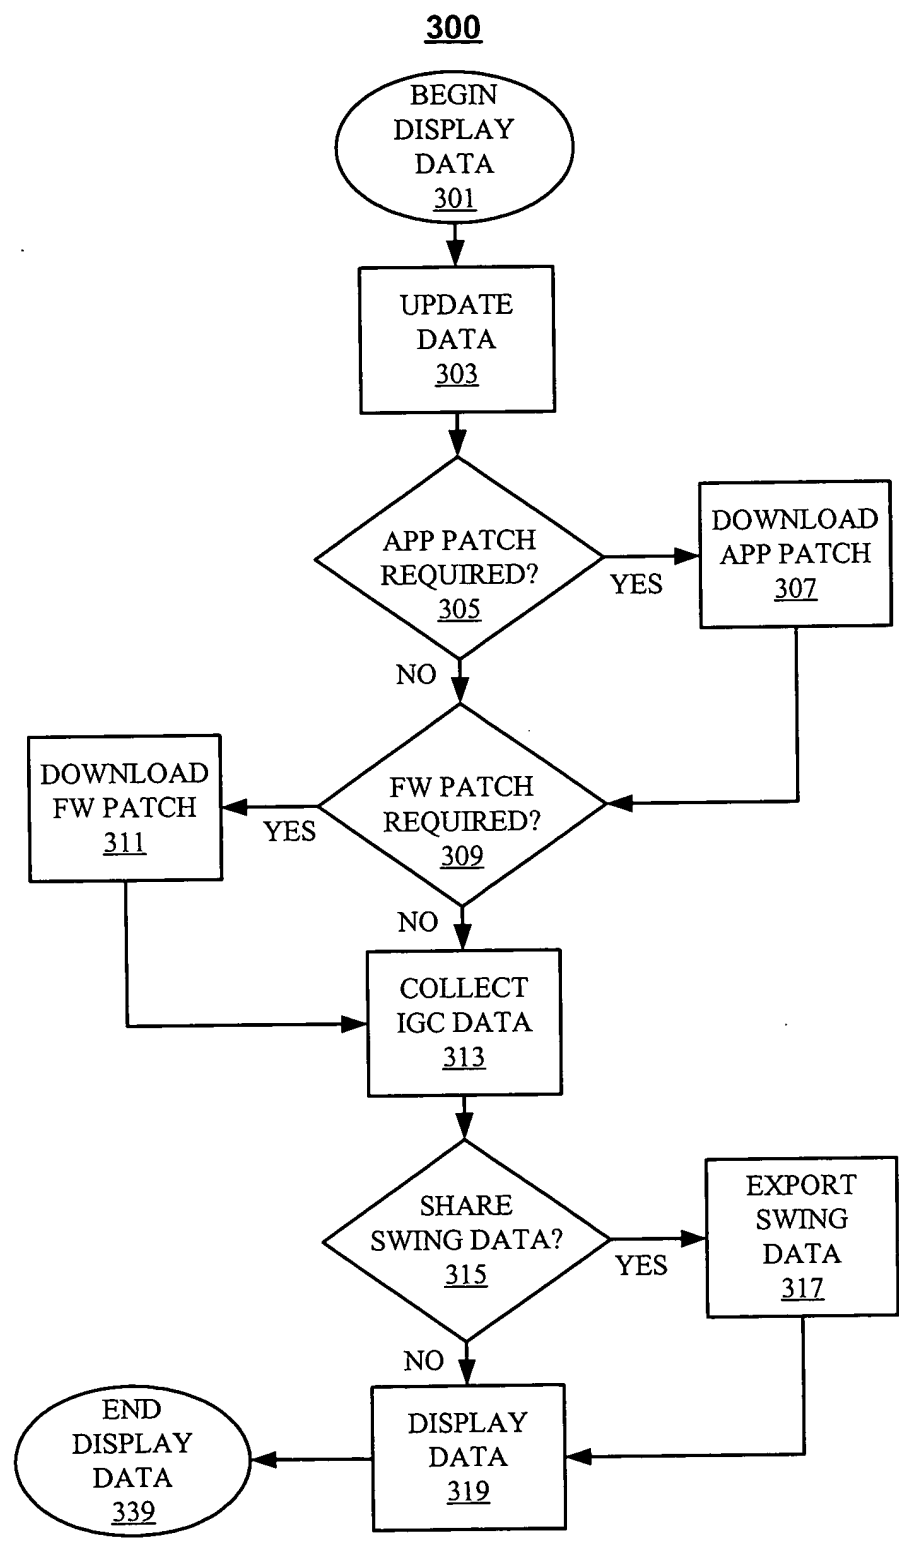 300
BEGIN
DISPLAY
DATA
301
UPDATE
DATA
303
APP PATCH
REQUIRED?
305
YES
DOWNLOAD
APP PATCH
307
NO
DOWNLOAD
FW PATCH
311
YES
FW PATCH
REQUIRED?
309
NO
COLLECT
IGC DATA
313
SHARE
SWING DATA?
315
YES
EXPORT
SWING
DATA
317
NO
DISPLAY
DATA
319
END
DISPLAY
DATA
339